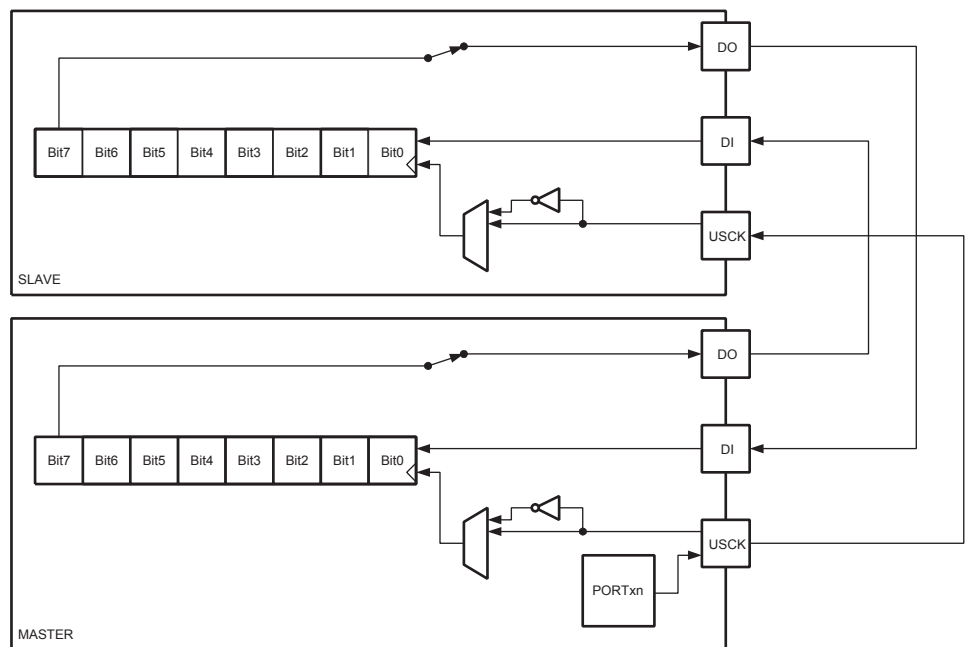 DO
Bit7 Bit6 Bit5 Bit4 Bit3 Bit2 Bit1 Bit0
DI
USCK
SLAVE
DO
Bit7 Bit6 Bit5 Bit4 Bit3 Bit2 Bit1 Bit0
DI
USCK
PORTxn
MASTER